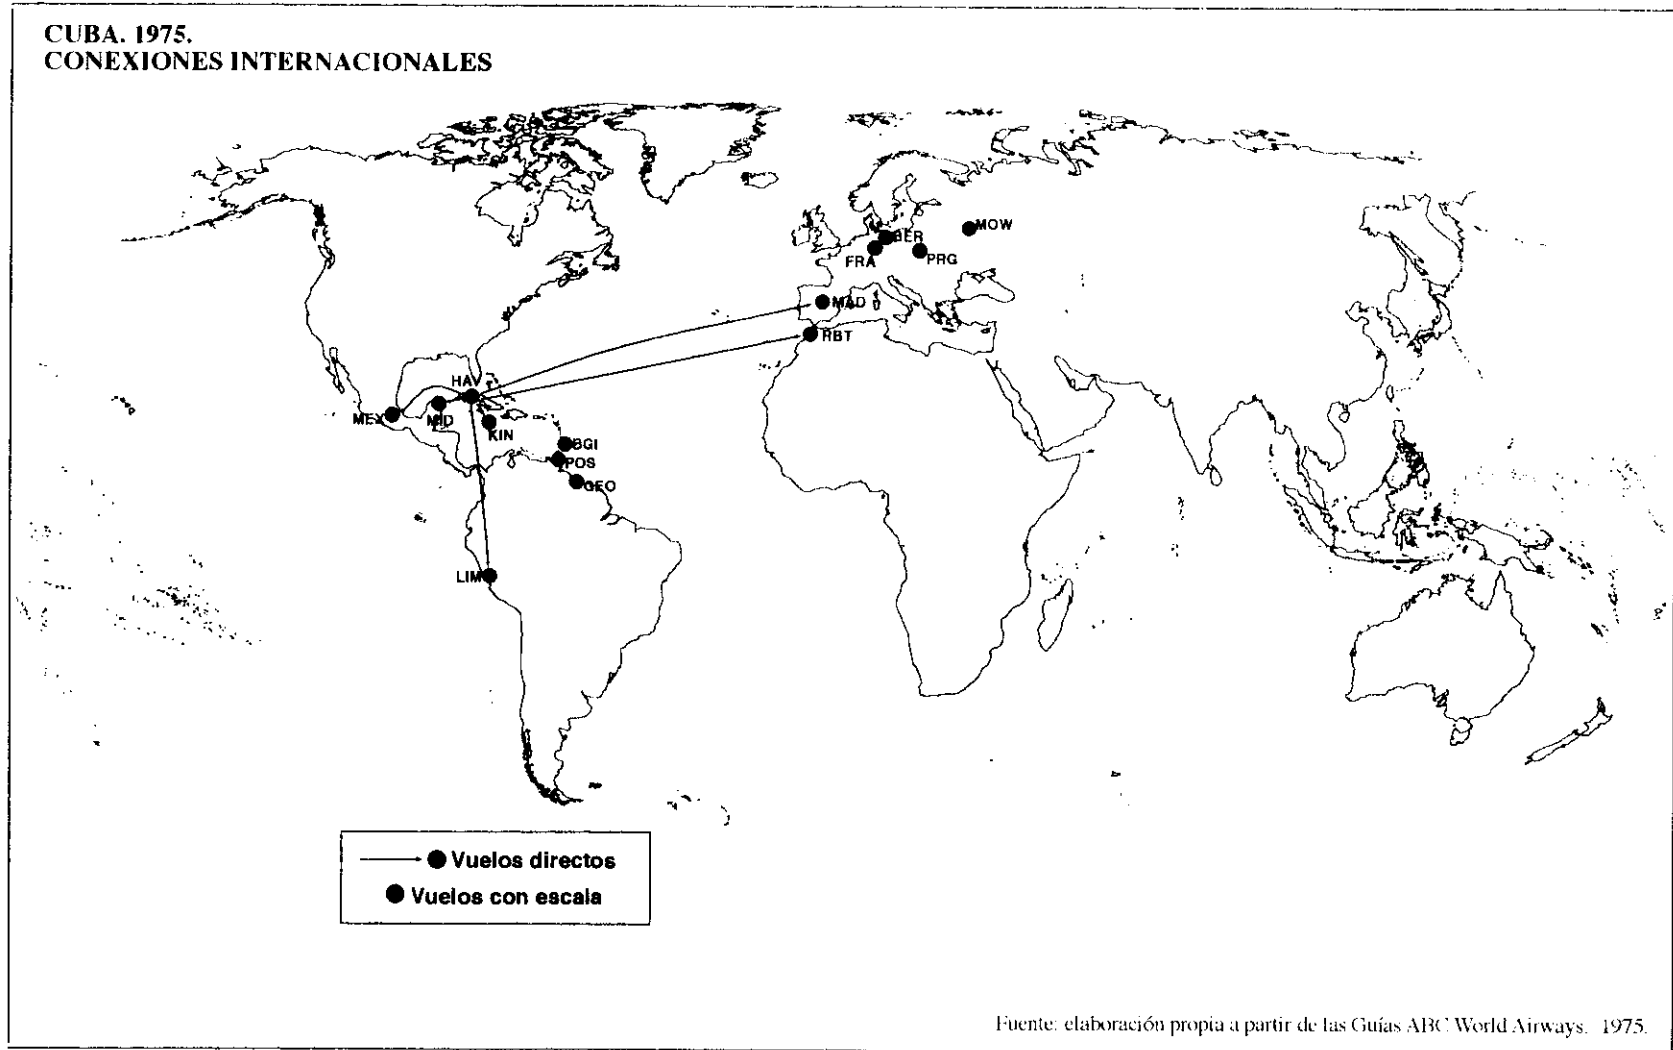 CUBA. 1975.
CONEXIONES INTERNACIONALES
MOW
BER
FRA
PRG
MAD
RBT
HAV
MEX
MID
KIN
BGI
POS
GEO
LIM
Vuelos directos
Vuelos con escala
Fuente: elaboración propia a partir de las Guías ABC World Airways. 1975.